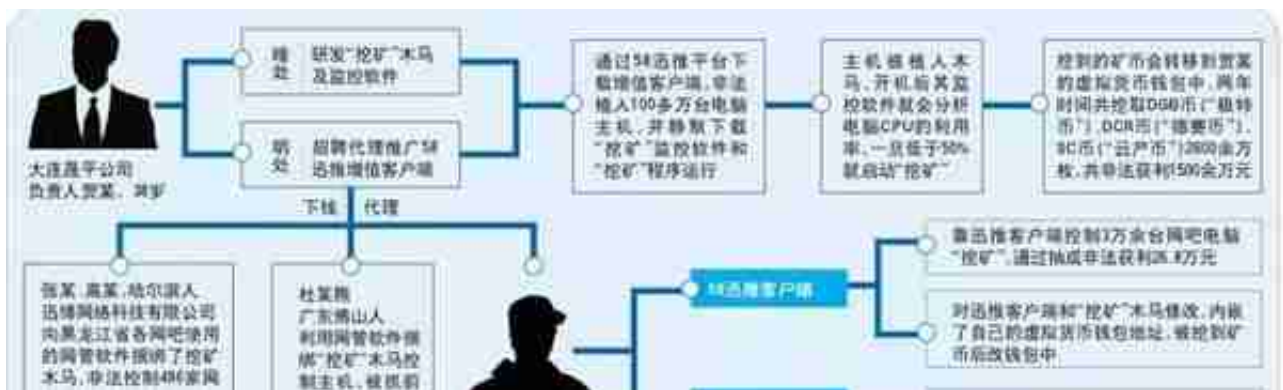 大连晟平公司
负责人贺某、38岁
暗处
研发“挖矿”木马
及监控软件
明处
招聘代理推广58
迅推增值客户端
通过58迅推平台下
载增值客户端,非法
植入100多万台电脑
主机,并静默下载
“挖矿”监控软件和
“挖矿”程序运行
主机被植入木
马,开机后其监
控软件就会分析
电脑CPU的利用
率,一旦低于50%
就启动“挖矿”
挖到的矿币会转移到贺某
的虚拟货币钱包中,两年
时间共挖取DGB币(“极特
币”),DCR币(“德赛币”),
SC币(“云产币”)2600余万
枚,共非法获利1500余万元
下线
代理
张某、高某,哈尔滨人
迅缘网络科技有限公司
向黑龙江省各网吧使用
的网管软件捆绑了挖矿
木马,非法控制496家网
杜某熊
广东佛山人
利用网管软件捆
绑“挖矿”木马控
制主机,被抓前
58迅推客户端
靠迅推客户端控制3万余台网吧电脑
“挖矿”,通过抽成非法获利26.8万元
对迅推客户端和“挖矿”木马修改,内嵌
了自己的虚拟货币钱包地址,被挖到矿
币后改钱包中